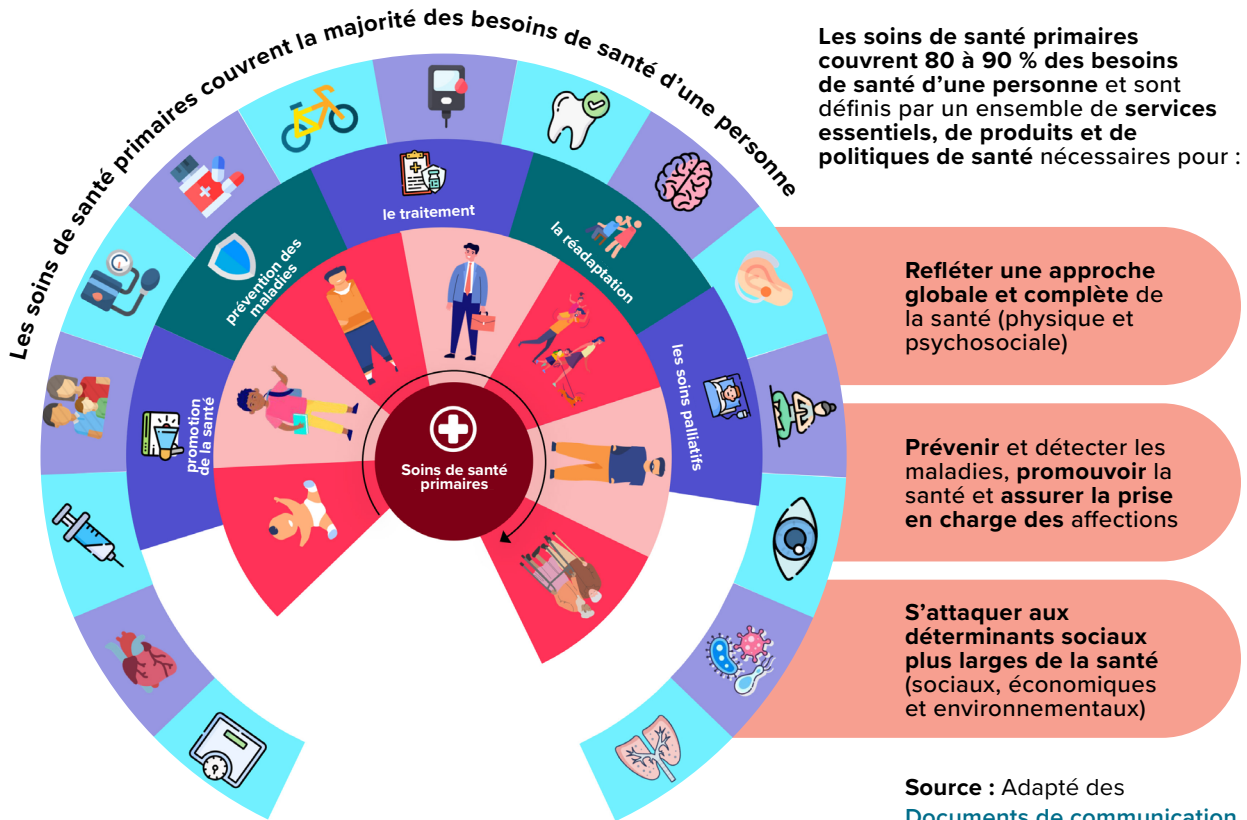 Les soins de santé primaires couvrent la majorité des besoins de santé d’une personne
Les soins de santé primaires
couvrent 80 à 90 % des besoins
de santé d’une personne et sont
définis par un ensemble de services
essentiels, de produits et de
politiques de santé nécessaires pour :
promotion
de la santé
prévention des
maladies
le traitement
la réadaptation
les soins palliatifs
Soins de santé
primaires
Refléter une approche
globale et complète de
la santé (physique et
psychosociale)
Prévenir et détecter les
maladies, promouvoir la
santé et assurer la prise
en charge des affections
S’attaquer aux
déterminants sociaux
plus larges de la santé
(sociaux, économiques
et environnementaux)
Source : Adapté des
Documents de communication